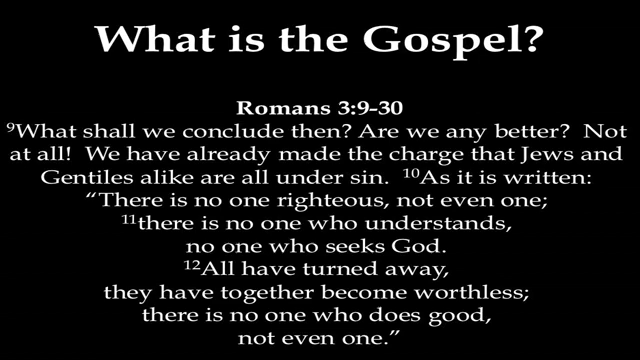 What is the Gospel?
Romans 3:9-30
⁹What shall we conclude then? Are we any better?  Not
at all!  We have already made the charge that Jews and
Gentiles alike are all under sin.  ¹⁰As it is written:
“There is no one righteous, not even one;
¹¹there is no one who understands,
no one who seeks God.
¹²All have turned away,
they have together become worthless;
there is no one who does good,
not even one.”